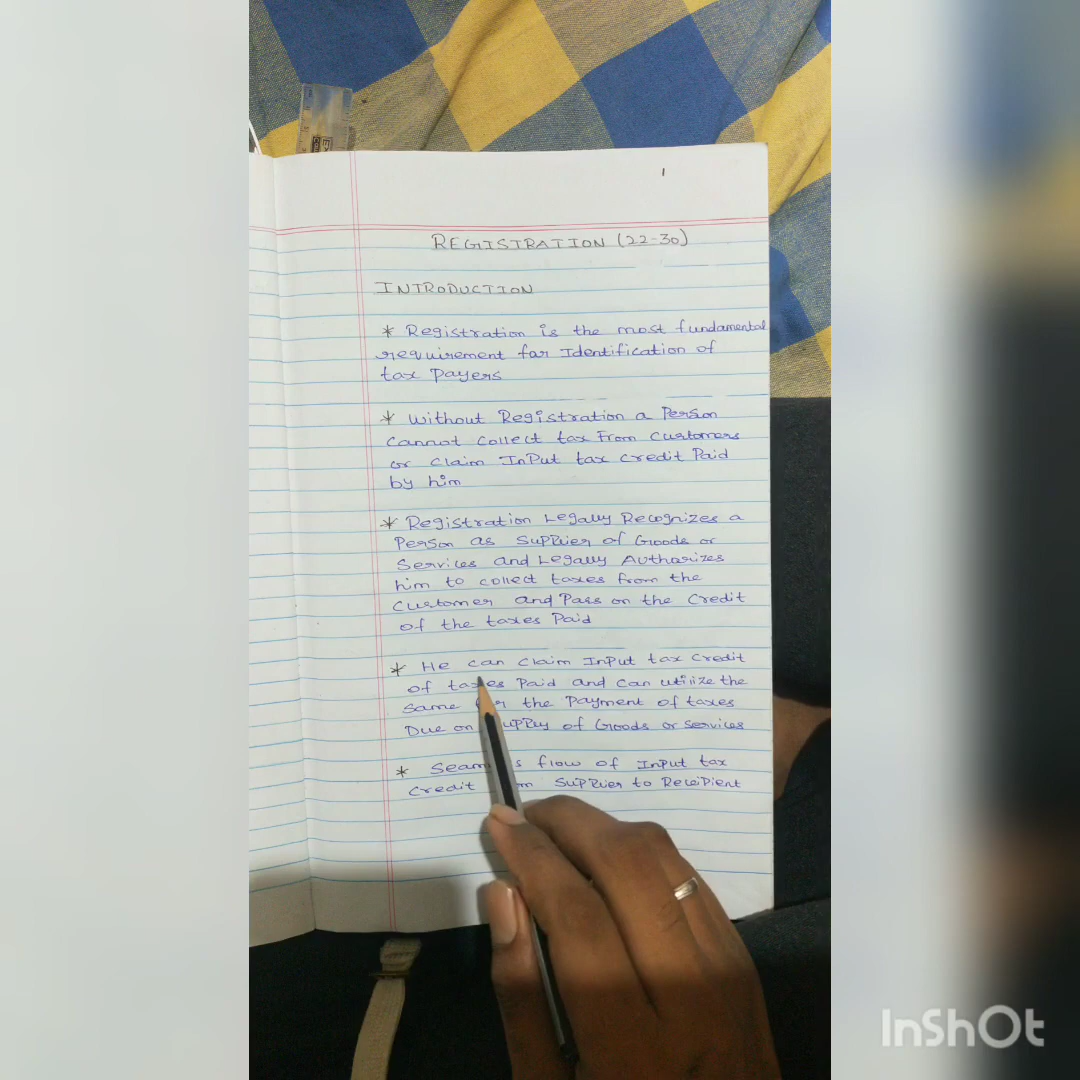 1
REGISTRATION (22-30)
INTRODUCTION
* Registration is the most fundamental
requirement for Identification of
tax Payers
* Without Registration a Person
Cannot Collect tax From Customers
or Claim InPut tax Credit Paid
by him
* Registration Legally Recognizes a
Person as Supplier of Goods or
Services and Legally Authorizes
him to collect taxes from the
Customer and Pass on the Credit
of the taxes Paid
* He can Claim InPut tax Credit
of taxes Paid and Can utilize the
Same the Payment of taxes
Due on of Goods or Services
* flow of InPut tax
Credit Supplier to Receipient
InShOt